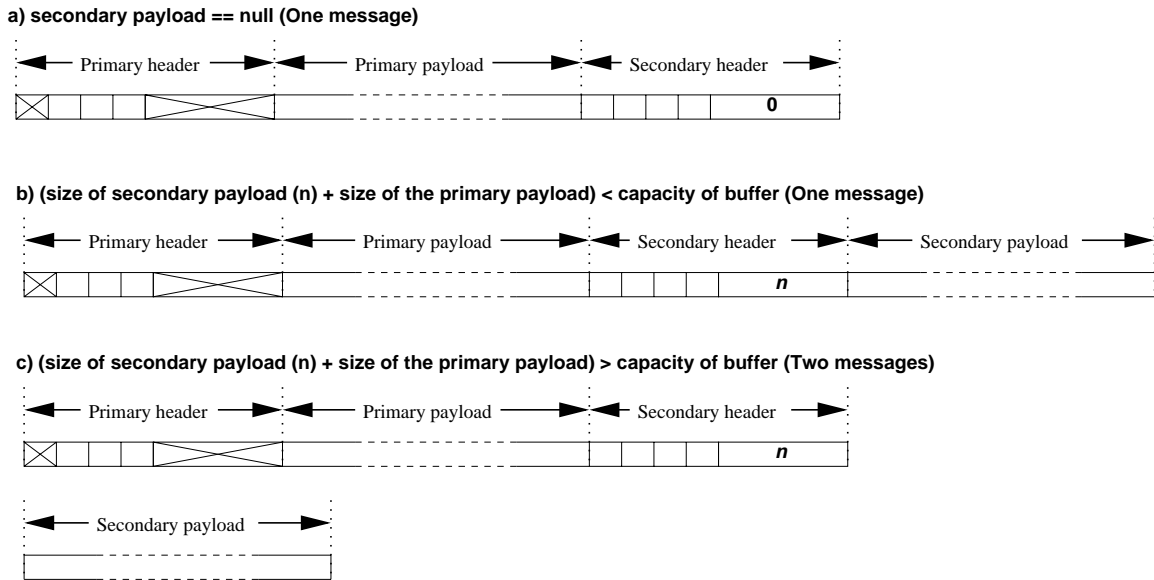 a) secondary payload == null (One message)
Primary header Primary payload Secondary header
0
b) (size of secondary payload (n) + size of the primary payload) < capacity of buffer (One message)
Primary header Primary payload Secondary header Secondary payload
n
c) (size of secondary payload (n) + size of the primary payload) > capacity of buffer (Two messages)
Primary header Primary payload Secondary header
n
Secondary payload